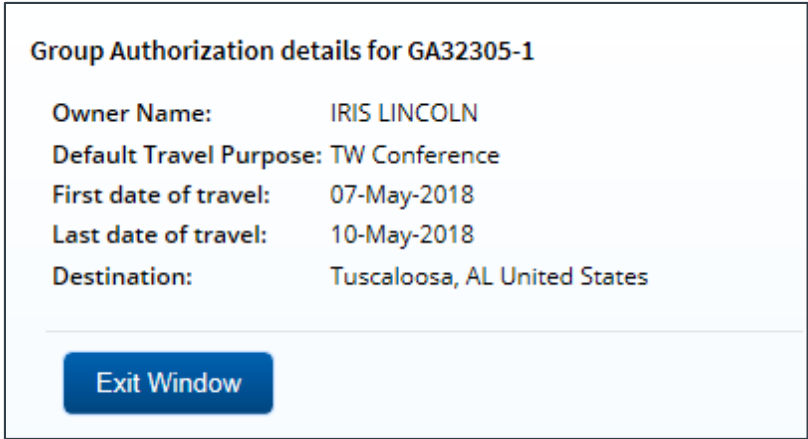 Group Authorization details for GA32305-1
Owner Name: IRIS LINCOLN
Default Travel Purpose: TW Conference
First date of travel: 07-May-2018
Last date of travel: 10-May-2018
Destination: Tuscaloosa, AL United States
Exit Window